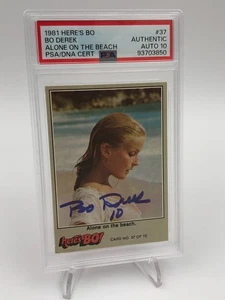 1981 HERE'S BO #37
BO DEREK AUTHENTIC
ALONE ON THE BEACH AUTO 10
PSA/DNA CERT PSA 93703850
Bo Derek
10
Alone on the beach.
HERE'S BO! CARD NO. 37 OF 72